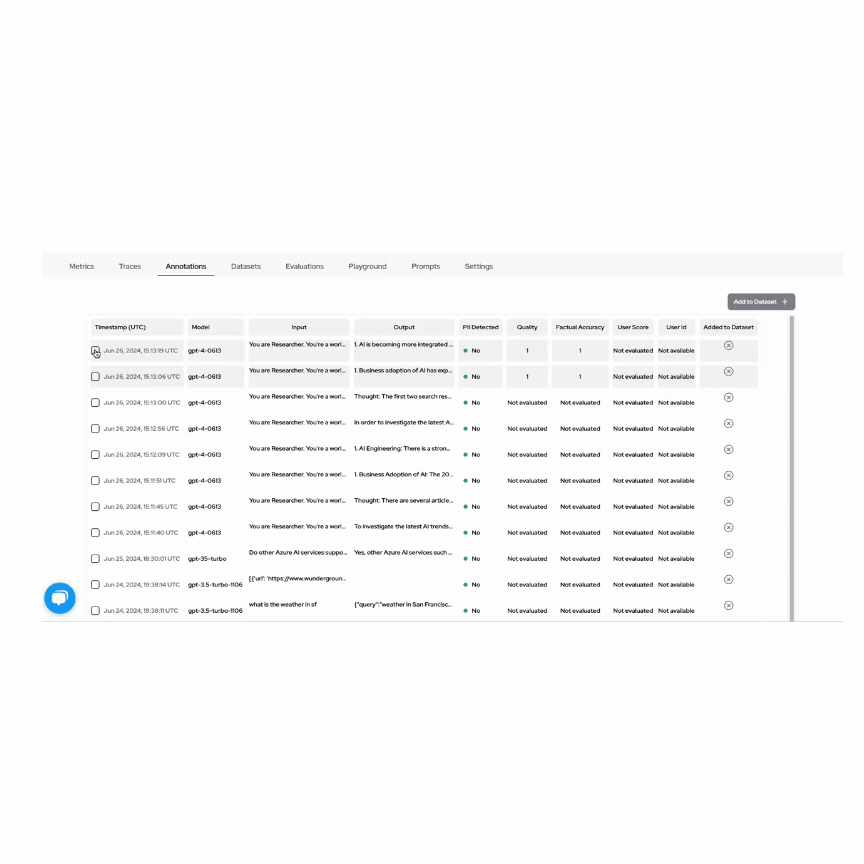 Metrics Traces Annotations Datasets Evaluations Playground Prompts Settings
Add to Dataset +
Timestamp (UTC) Model Input Output PII Detected Quality Factual Accuracy User Score User Id Added to Dataset
Jun 26, 2024, 15:13:19 UTC gpt-4-0613 You are Researcher. You're a worl... 1. AI is becoming more integrated ... No 1 1 Not evaluated Not available
Jun 26, 2024, 15:13:06 UTC gpt-4-0613 You are Researcher. You're a worl... 1. Business adoption of AI has exp... No 1 1 Not evaluated Not available
Jun 26, 2024, 15:13:00 UTC gpt-4-0613 You are Researcher. You're a worl... Thought: The first two search res... No Not evaluated Not evaluated Not evaluated Not available
Jun 26, 2024, 15:12:56 UTC gpt-4-0613 You are Researcher. You're a worl... In order to investigate the latest A... No Not evaluated Not evaluated Not evaluated Not available
Jun 26, 2024, 15:12:09 UTC gpt-4-0613 You are Researcher. You're a worl... 1. AI Engineering: There is a stron... No Not evaluated Not evaluated Not evaluated Not available
Jun 26, 2024, 15:11:51 UTC gpt-4-0613 You are Researcher. You're a worl... 1. Business Adoption of AI: The 20... No Not evaluated Not evaluated Not evaluated Not available
Jun 26, 2024, 15:11:45 UTC gpt-4-0613 You are Researcher. You're a worl... Thought: There are several article... No Not evaluated Not evaluated Not evaluated Not available
Jun 26, 2024, 15:11:40 UTC gpt-4-0613 You are Researcher. You're a worl... To investigate the latest AI trends... No Not evaluated Not evaluated Not evaluated Not available
Jun 25, 2024, 18:30:01 UTC gpt-35-turbo Do other Azure AI services suppo... Yes, other Azure AI services such ... No Not evaluated Not evaluated Not evaluated Not available
Jun 24, 2024, 19:38:14 UTC gpt-3.5-turbo-1106 [{'url': 'https://www.wundergroun... No Not evaluated Not evaluated Not evaluated Not available
Jun 24, 2024, 19:38:11 UTC gpt-3.5-turbo-1106 what is the weather in sf {"query":"weather in San Francisc... No Not evaluated Not evaluated Not evaluated Not available